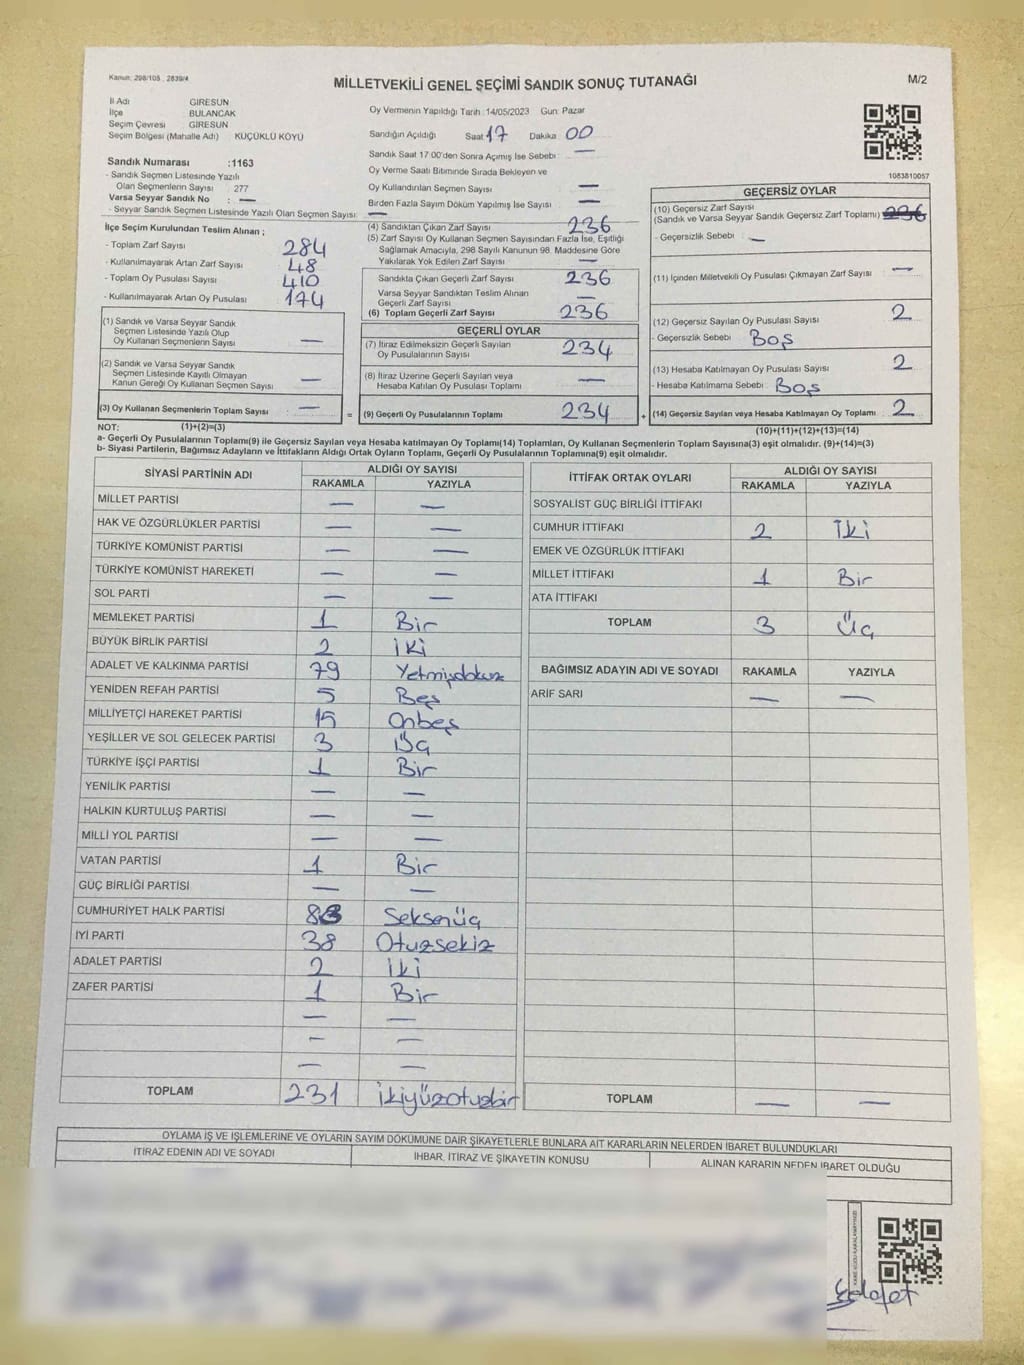 Kanun: 298/105, 2839/4
MİLLETVEKİLİ GENEL SEÇİMİ SANDIK SONUÇ TUTANAĞI
M/2
İl Adı GİRESUN
İlçe BULANCAK
Seçim Çevresi GİRESUN
Seçim Bölgesi (Mahalle Adı) KÜÇÜKLÜ KÖYÜ
Sandık Numarası :1163
- Sandık Seçmen Listesinde Yazılı
Olan Seçmenlerin Sayısı : 277
Varsa Seyyar Sandık No : —
- Seyyar Sandık Seçmen Listesinde Yazılı Olan Seçmen Sayısı: —
İlçe Seçim Kurulundan Teslim Alınan ;
- Toplam Zarf Sayısı 284
- Kullanılmayarak Artan Zarf Sayısı 48
- Toplam Oy Pusulası Sayısı 410
- Kullanılmayarak Artan Oy Pusulası 174
(1) Sandık ve Varsa Seyyar Sandık
Seçmen Listesinde Yazılı Olup
Oy Kullanan Seçmenlerin Sayısı —
(2) Sandık ve Varsa Seyyar Sandık
Seçmen Listesinde Kayıtlı Olmayan
Kanun Gereği Oy Kullanan Seçmen Sayısı —
(3) Oy Kullanan Seçmenlerin Toplam Sayısı : —
Oy Vermenin Yapıldığı Tarih :14/05/2023 Gün: Pazar
Sandığın Açıldığı Saat 17 Dakika 00
Sandık Saat 17:00'den Sonra Açımış İse Sebebi : —
Oy Verme Saati Bitiminde Sırada Bekleyen ve
Oy Kullandırılan Seçmen Sayısı : —
Birden Fazla Sayım Döküm Yapılmış İse Sayısı : —
(4) Sandıktan Çıkan Zarf Sayısı 236
(5) Zarf Sayısı Oy Kullanan Seçmen Sayısından Fazla İse, Eşitliği
Sağlamak Amacıyla, 298 Sayılı Kanunun 98. Maddesine Göre
Yakılarak Yok Edilen Zarf Sayısı —
Sandıkta Çıkan Geçerli Zarf Sayısı 236
Varsa Seyyar Sandıktan Teslim Alınan
Geçerli Zarf Sayısı —
(6) Toplam Geçerli Zarf Sayısı 236
GEÇERLİ OYLAR
(7) İtiraz Edilmeksizin Geçerli Sayılan
Oy Pusulalarının Sayısı 234
(8) İtiraz Üzerine Geçerli Sayılan veya
Hesaba Katılan Oy Pusulası Toplamı —
= (9) Geçerli Oy Pusulalarının Toplamı 234
1083810057
GEÇERSİZ OYLAR
(10) Geçersiz Zarf Sayısı
(Sandık ve Varsa Seyyar Sandık Geçersiz Zarf Toplamı)
- Geçersizlik Sebebi : —
(11) İçinden Milletvekili Oy Pusulası Çıkmayan Zarf Sayısı : —
(12) Geçersiz Sayılan Oy Pusulası Sayısı : 2
- Geçersizlik Sebebi : Boş
(13) Hesaba Katılmayan Oy Pusulası Sayısı : 2
- Hesaba Katılmama Sebebi : Boş
+ (14) Geçersiz Sayılan veya Hesaba Katılmayan Oy Toplamı : 2
NOT: (1)+(2)=(3)
(10)+(11)+(12)+(13)=(14)
a- Geçerli Oy Pusulalarının Toplamı(9) ile Geçersiz Sayılan veya Hesaba katılmayan Oy Toplamı(14) Toplamları, Oy Kullanan Seçmenlerin Toplam Sayısına(3) eşit olmalıdır. (9)+(14)=(3)
b- Siyasi Partilerin, Bağımsız Adayların ve İttifakların Aldığı Ortak Oyların Toplamı, Geçerli Oy Pusulalarının Toplamına(9) eşit olmalıdır.
SİYASİ PARTİNİN ADI ALDIĞI OY SAYISI
RAKAMLA YAZIYLA
MİLLET PARTİSİ — —
HAK VE ÖZGÜRLÜKLER PARTİSİ — —
TÜRKİYE KOMÜNİST PARTİSİ — —
TÜRKİYE KOMÜNİST HAREKETİ — —
SOL PARTİ — —
MEMLEKET PARTİSİ 1 Bir
BÜYÜK BİRLİK PARTİSİ 2 İki
ADALET VE KALKINMA PARTİSİ 79 Yetmişdokuz
YENİDEN REFAH PARTİSİ 5 Beş
MİLLİYETÇİ HAREKET PARTİSİ 15 Onbeş
YEŞİLLER VE SOL GELECEK PARTİSİ 3 Üç
TÜRKİYE İŞÇİ PARTİSİ 1 Bir
YENİLİK PARTİSİ — —
HALKIN KURTULUŞ PARTİSİ — —
MİLLİ YOL PARTİSİ — —
VATAN PARTİSİ 1 Bir
GÜÇ BİRLİĞİ PARTİSİ — —
CUMHURİYET HALK PARTİSİ 83 Seksenüç
İYİ PARTİ 38 Otuzsekiz
ADALET PARTİSİ 2 İki
ZAFER PARTİSİ 1 Bir
— —
— —
— —
TOPLAM 231 ikiyüzotuzbir
İTTİFAK ORTAK OYLARI ALDIĞI OY SAYISI
RAKAMLA YAZIYLA
SOSYALİST GÜÇ BİRLİĞİ İTTİFAKI
CUMHUR İTTİFAKI 2 İki
EMEK VE ÖZGÜRLÜK İTTİFAKI
MİLLET İTTİFAKI 1 Bir
ATA İTTİFAKI
TOPLAM 3 Üç
BAĞIMSIZ ADAYIN ADI VE SOYADI RAKAMLA YAZIYLA
ARİF SARI — —
TOPLAM — —
OYLAMA İŞ VE İŞLEMLERİNE VE OYLARIN SAYIM DÖKÜMÜNE DAİR ŞİKAYETLERLE BUNLARA AİT KARARLARIN NELERDEN İBARET BULUNDUKLARI
İTİRAZ EDENİN ADI VE SOYADI İHBAR, İTİRAZ VE ŞİKAYETİN KONUSU ALINAN KARARIN NEDEN İBARET OLDUĞU